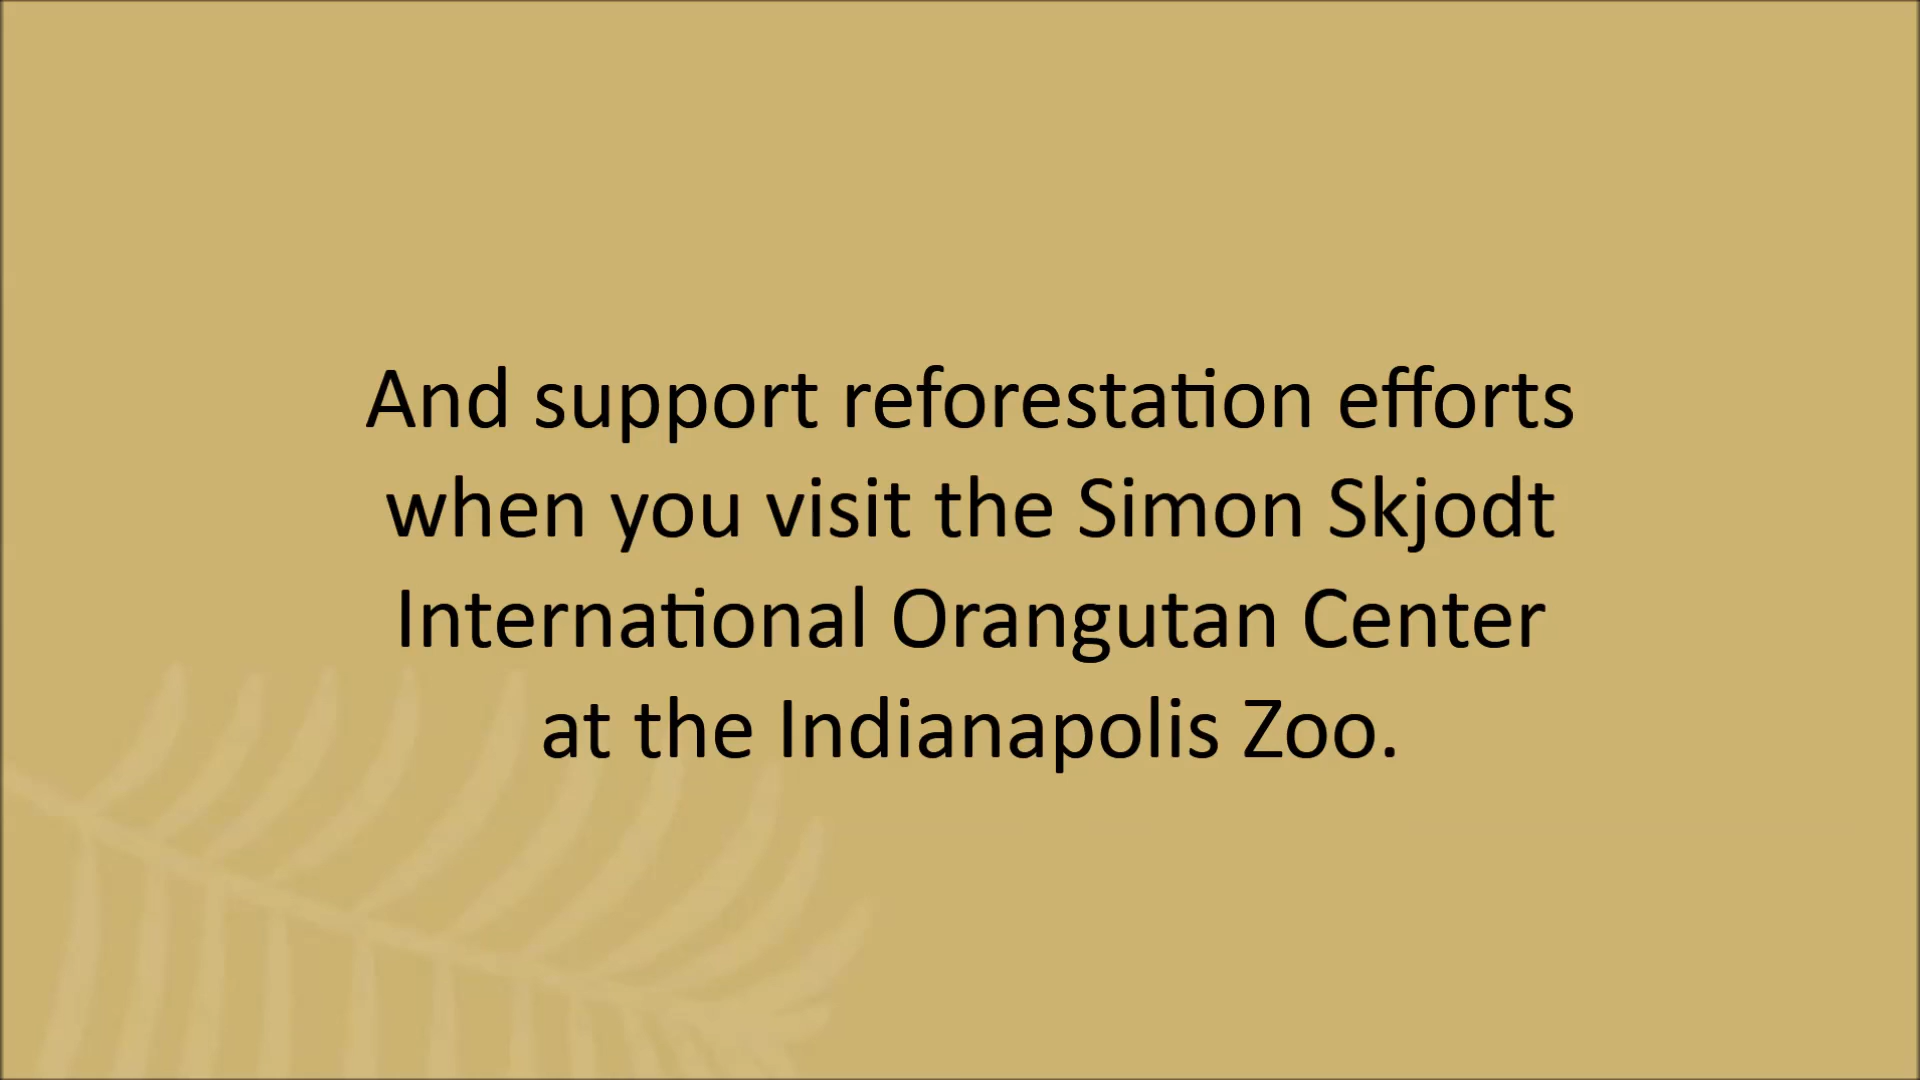 And support reforestation efforts
when you visit the Simon Skjodt
International Orangutan Center
at the Indianapolis Zoo.